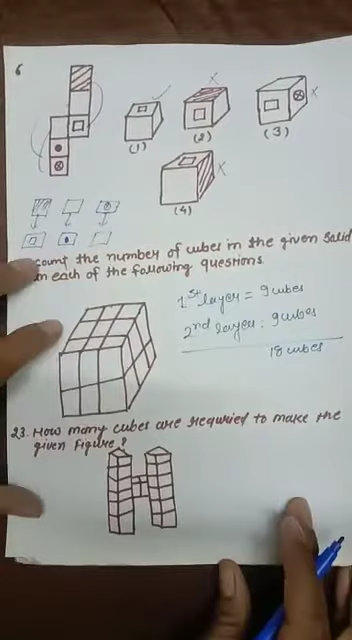 6
(1)
(2)
(3)
(4)
count the number of cubes in the given solid
in each of the following questions
1st layer = 9 cubes
2nd layer : 9 cubes
18 cubes
23. How many cubes are requried to make the
given figure?